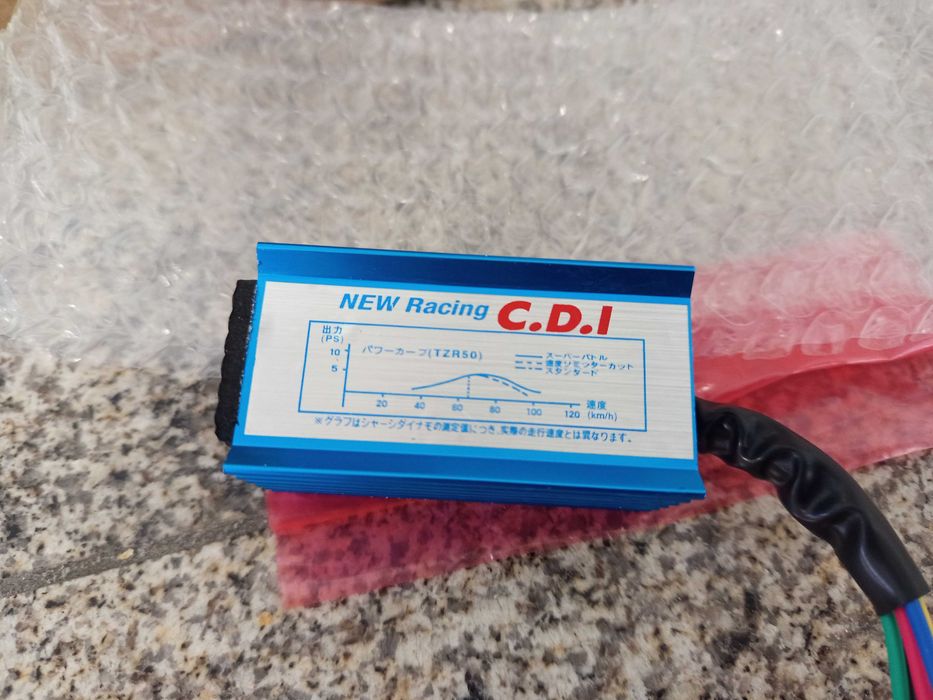 NEW Racing C.D.I
出力
(PS)
10
5
パワーカーブ(TZR50)
スーパーバトル
速度リミッターカット
スタンダード
20 40 60 80 100 120
速度
(km/h)
※グラフはシャーシダイナモの測定値につき、実際の走行速度とは異なります。